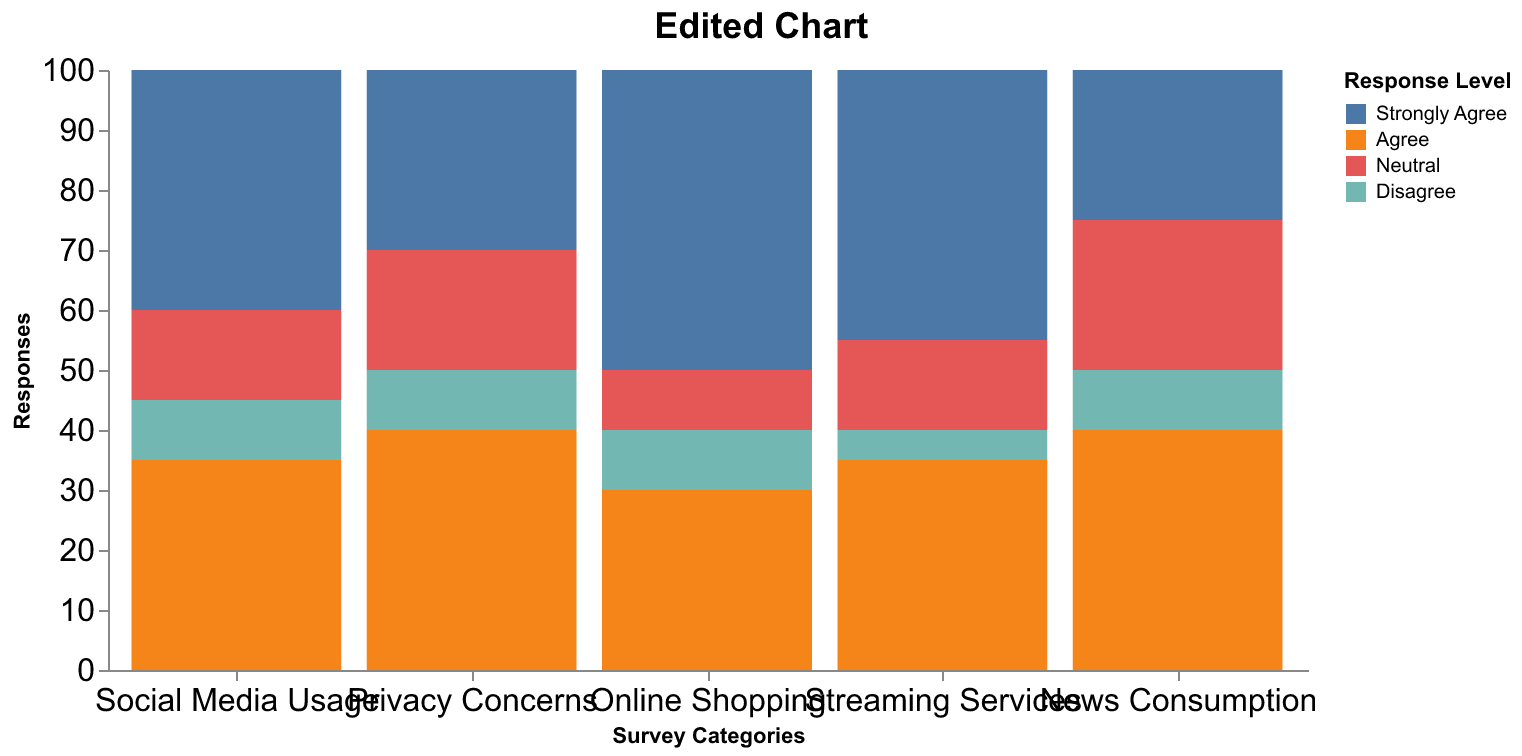 Edited Chart
100
90
80
70
60
50
40
30
20
10
0
Responses
Social Media Usage
Privacy Concerns
Online Shopping
Streaming Services
News Consumption
Survey Categories
Response Level
Strongly Agree
Agree
Neutral
Disagree